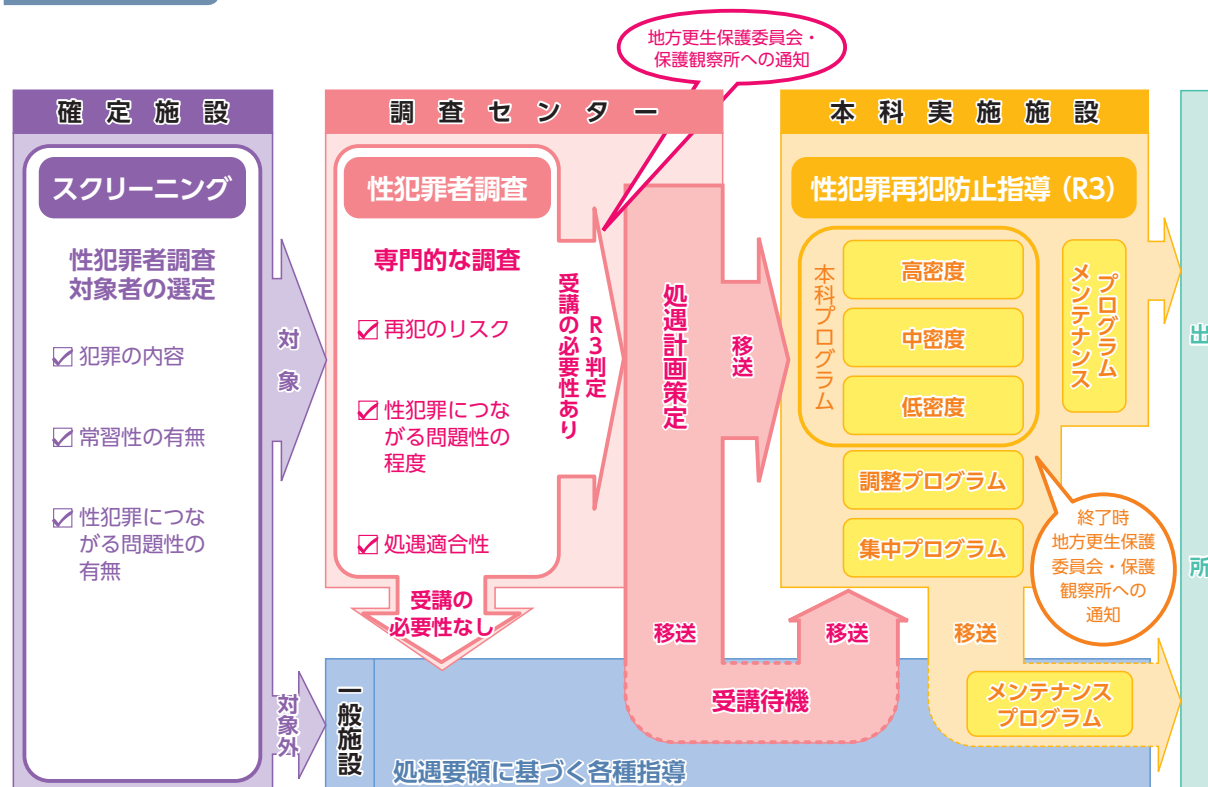 地方更生保護委員会・
保護観察所への通知
確定施設
スクリーニング
性犯罪者調査
対象者の選定
☑ 犯罪の内容
☑ 常習性の有無
☑ 性犯罪につな
がる問題性の
有無
対象
対象外
調査センター
性犯罪者調査
専門的な調査
☑ 再犯のリスク
☑ 性犯罪につな
がる問題性の
程度
☑ 処遇適合性
R3判定
受講の必要性あり
受講の
必要性なし
処遇計画策定
移送
移送
受講待機
移送
本科実施施設
性犯罪再犯防止指導（R3）
本科プログラム
高密度
中密度
低密度
調整プログラム
集中プログラム
プログラム
メンテナンス
終了時
地方更生保護
委員会・保護
観察所への
通知
移送
メンテナンス
プログラム
一般施設
処遇要領に基づく各種指導
出
所